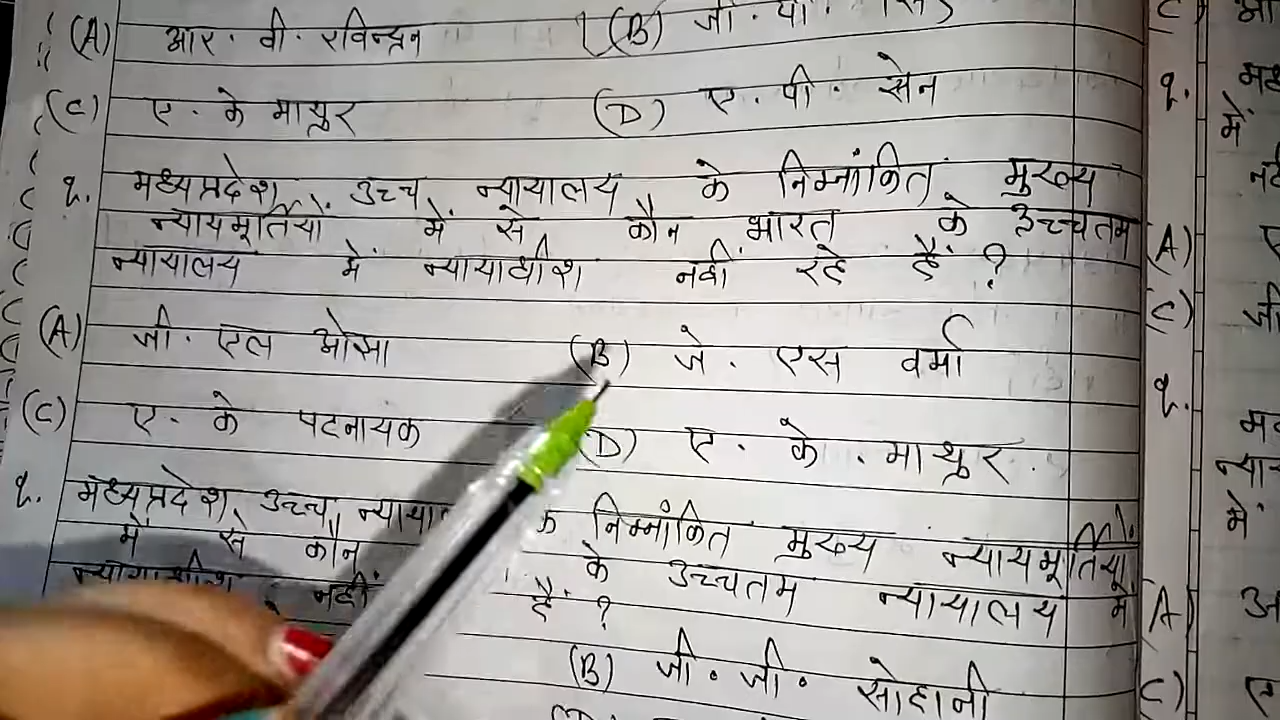 (A) आर. वी. रविन्द्रन (B) जी. पी.
(C) ए. के माथुर (D) ए. पी. सेन
q. मध्यप्रदेश उच्च न्यायालय के निम्नांकित मुख्य
न्यायमूर्तियों में से कौन भारत के उच्चतम
न्यायालय में न्यायाधीश नहीं रहे हैं ?
(A) जी. एल ओझा (B) जे. एस वर्मा
(C) ए. के पटनायक (D) ए. के. माथुर.
q. मध्यप्रदेश उच्च के निम्नांकित मुख्य न्यायमूर्तियों
में से कौन के उच्चतम न्यायालय में
न्यायाधीश नहीं हैं ?
(B) जी. जी. सोहानी
q.
में
(A)
(C)
q.
में
(A)
(C)